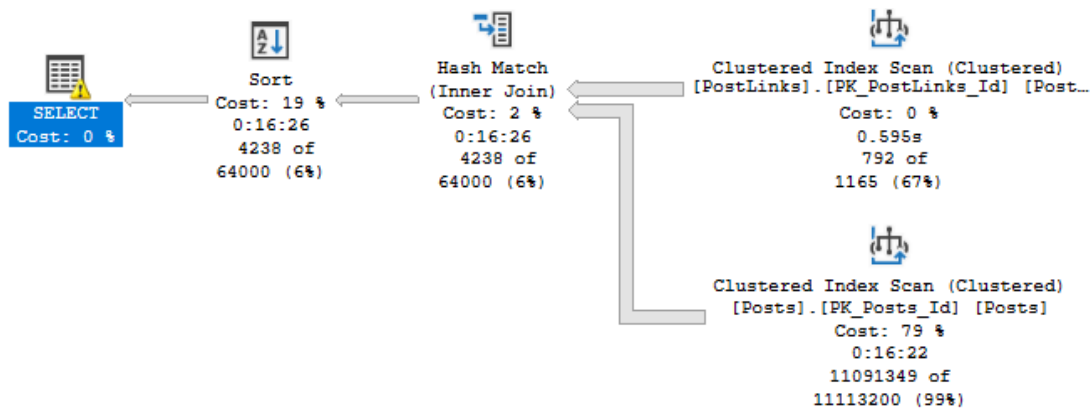 SELECT
Cost: 0 %
Sort
Cost: 19 %
0:16:26
4238 of
64000 (6%)
Hash Match
(Inner Join)
Cost: 2 %
0:16:26
4238 of
64000 (6%)
Clustered Index Scan (Clustered)
[PostLinks].[PK_PostLinks_Id] [Post…
Cost: 0 %
0.595s
792 of
1165 (67%)
Clustered Index Scan (Clustered)
[Posts].[PK_Posts_Id] [Posts]
Cost: 79 %
0:16:22
11091349 of
11113200 (99%)